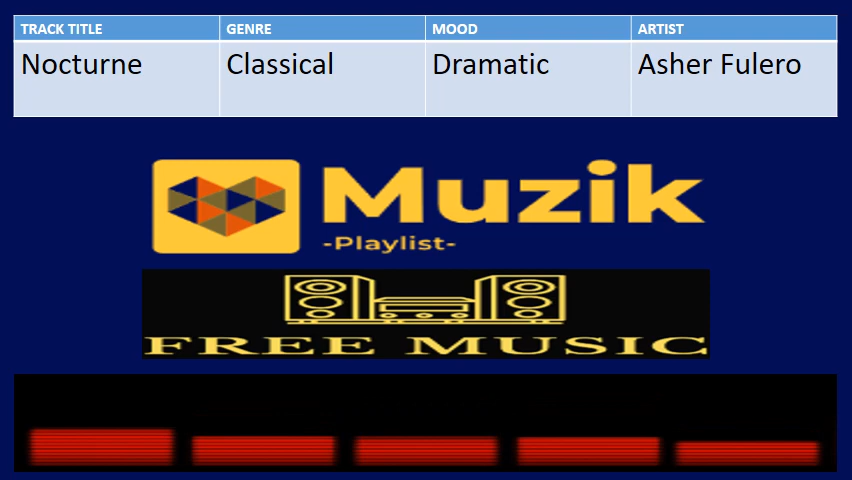 TRACK TITLE GENRE MOOD ARTIST
Nocturne Classical Dramatic Asher Fulero
Muzik
-Playlist-
FREE MUSIC